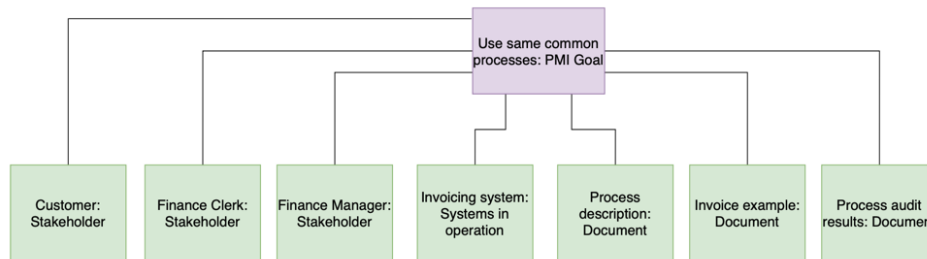 Use same common
processes: PMI Goal
Customer:
Stakeholder
Finance Clerk:
Stakeholder
Finance Manager:
Stakeholder
Invoicing system:
Systems in
operation
Process
description:
Document
Invoice example:
Document
Process audit
results: Documen